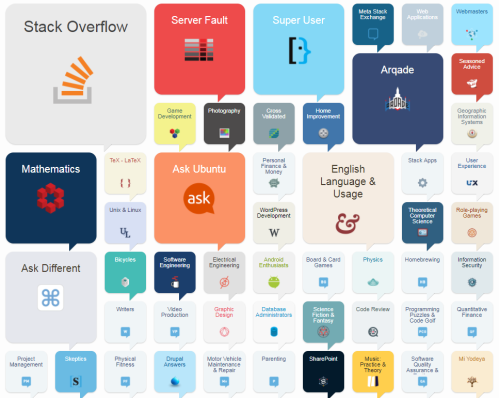 Stack Overflow
Server Fault
Super User
Meta Stack
Exchange
Web
Applications
Webmasters
Arqade
Seasoned
Advice
Game
Development
Photography
Cross
Validated
Home
Improvement
Geographic
Information
Systems
Mathematics
TeX - LaTeX
Ask Ubuntu
ask
Personal
Finance &
Money
English
Language &
Usage
&
Stack Apps
User
Experience
UX
Unix & Linux
UL
WordPress
Development
W
Theoretical
Computer
Science
Role-playing
Games
Ask Different
Bicycles
Software
Engineering
Electrical
Engineering
Android
Enthusiasts
Board & Card
Games
Physics
Homebrewing
Information
Security
Writers
Video
Production
Graphic
Design
Database
Administrators
Science
Fiction &
Fantasy
Code Review
Programming
Puzzles &
Code Golf
Quantitative
Finance
Project
Management
Skeptics
S
Physical
Fitness
Drupal
Answers
Motor Vehicle
Maintenance
& Repair
Parenting
SharePoint
Music:
Practice &
Theory
Software
Quality
Assurance &
Mi Yodeya